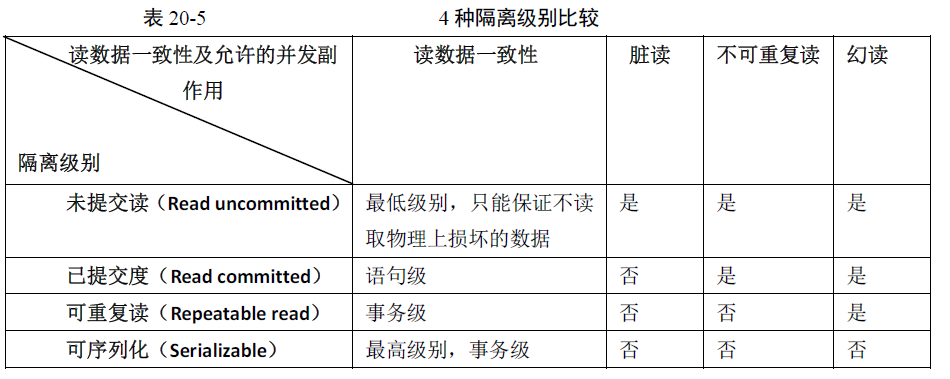 表 20-5 4 种隔离级别比较
读数据一致性及允许的并发副
作用
隔离级别
读数据一致性 脏读 不可重复读 幻读
未提交读（Read uncommitted） 最低级别，只能保证不读 是 是 是
取物理上损坏的数据
已提交度（Read committed） 语句级 否 是 是
可重复读（Repeatable read） 事务级 否 否 是
可序列化（Serializable） 最高级别，事务级 否 否 否